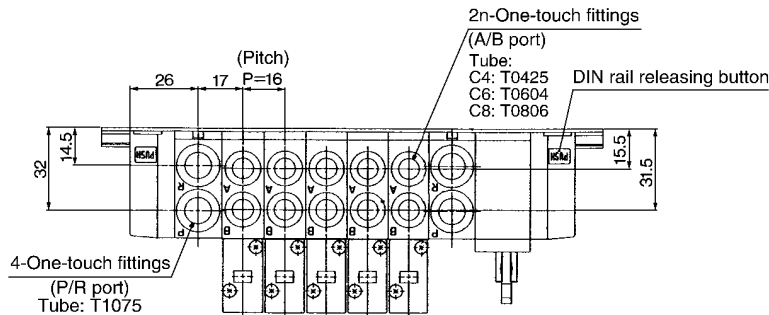 2n-One-touch fittings
(A/B port)
Tube:
C4: T0425
C6: T0604
C8: T0806
DIN rail releasing button
(Pitch)
26
17
P=16
32
14.5
PUSH
R
A
A
A
A
A
R
PUSH
15.5
31.5
P
B
B
B
B
B
P
4-One-touch fittings
(P/R port)
Tube: T1075